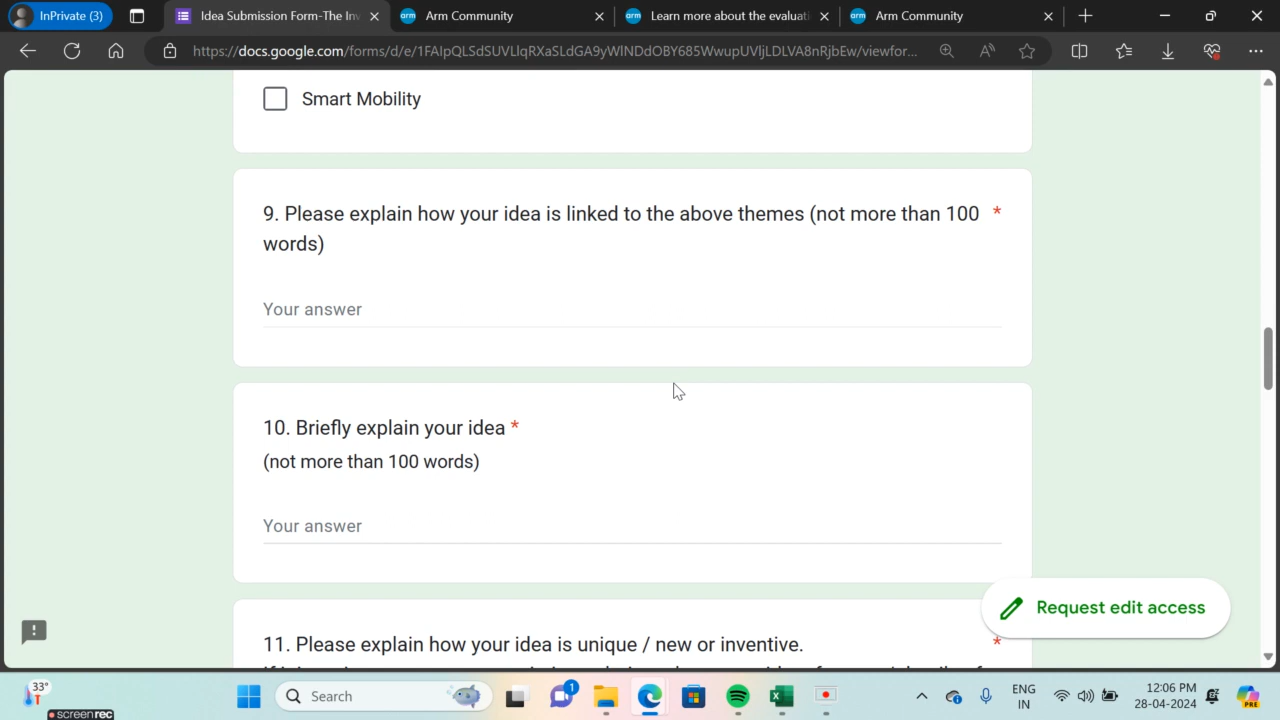 InPrivate (3)
Idea Submission Form-The Inv
Arm Community
Learn more about the evaluati
Arm Community
https://docs.google.com/forms/d/e/1FAIpQLSdSUVLlqRXaSLdGA9yWlNDdOBY685WwupUVljLDLVA8nRjbEw/viewfor...
Smart Mobility
9. Please explain how your idea is linked to the above themes (not more than 100 *
words)
Your answer
10. Briefly explain your idea *
(not more than 100 words)
Your answer
Request edit access
11. Please explain how your idea is unique / new or inventive. *
33°
Search
1
ENG
IN
12:06 PM
28-04-2024
PRE
screenrec